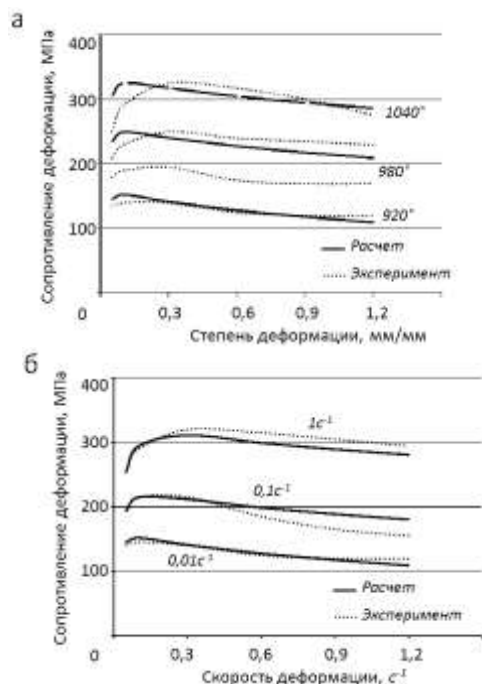 а
Сопротивление деформации, МПа
400
300
200
100
0
1040°
980°
920°
Расчет
Эксперимент
0,3 0,6 0,9 1,2
Степень деформации, мм/мм
б
Сопротивление деформации, МПа
400
300
200
100
0
1с⁻¹
0,1с⁻¹
0,01с⁻¹
Расчет
Эксперимент
0,3 0,6 0,9 1,2
Скорость деформации, с⁻¹